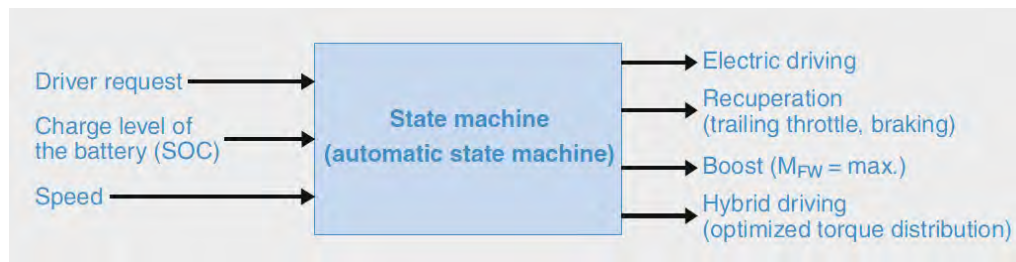 Driver request
Charge level of
the battery (SOC)
Speed
State machine
(automatic state machine)
Electric driving
Recuperation
(trailing throttle, braking)
Boost (MFW = max.)
Hybrid driving
(optimized torque distribution)